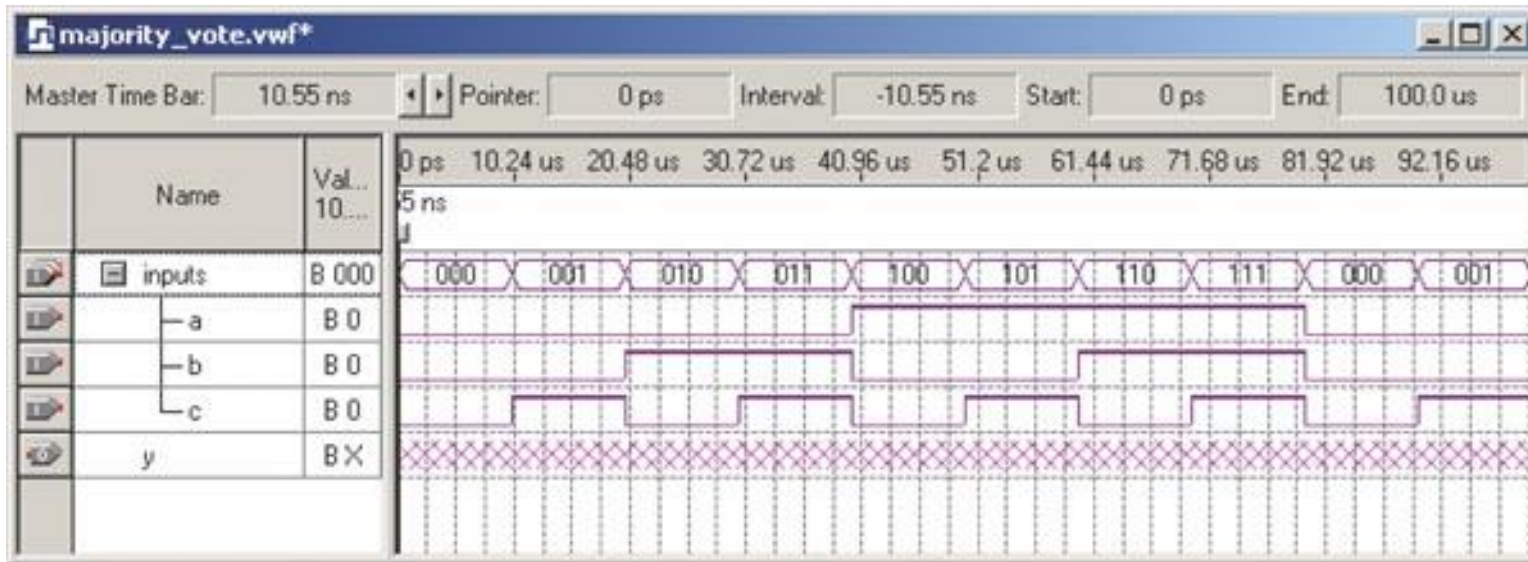 majority_vote.vwf*
Master Time Bar: 10.55 ns Pointer: 0 ps Interval: -10.55 ns Start: 0 ps End: 100.0 us
Name Val... 10....
0 ps 10.24 us 20.48 us 30.72 us 40.96 us 51.2 us 61.44 us 71.68 us 81.92 us 92.16 us
5 ns
inputs B 000 000 001 010 011 100 101 110 111 000 001
a B 0
b B 0
c B 0
y B X